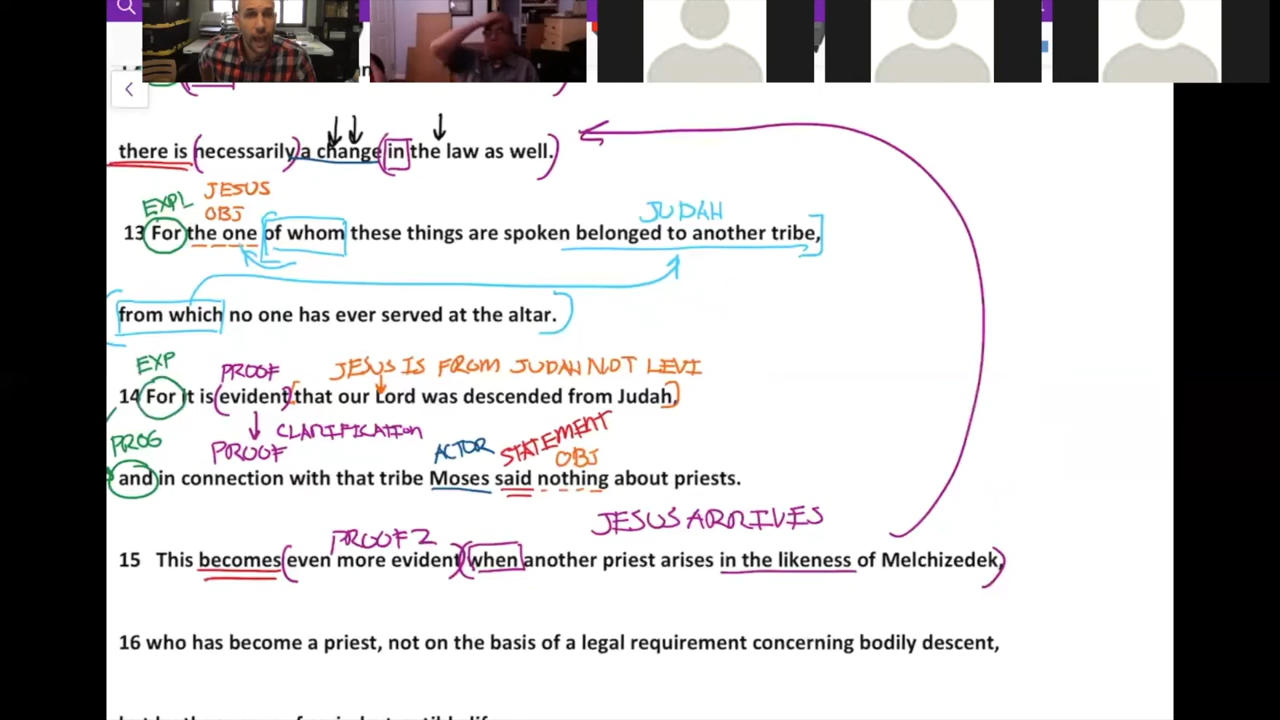 there is necessarily a change in the law as well.
EXPL JESUS
OBJ
JUDAH
13 For the one of whom these things are spoken belonged to another tribe,
from which no one has ever served at the altar.
EXP PROOF JESUS IS FROM JUDAH NOT LEVI
14 For it is evident that our Lord was descended from Judah,
PROG PROOF CLARIFICATION ACTOR STATEMENT
OBJ
and in connection with that tribe Moses said nothing about priests.
PROOF 2 JESUS ARRIVES
15 This becomes even more evident when another priest arises in the likeness of Melchizedek,
16 who has become a priest, not on the basis of a legal requirement concerning bodily descent,